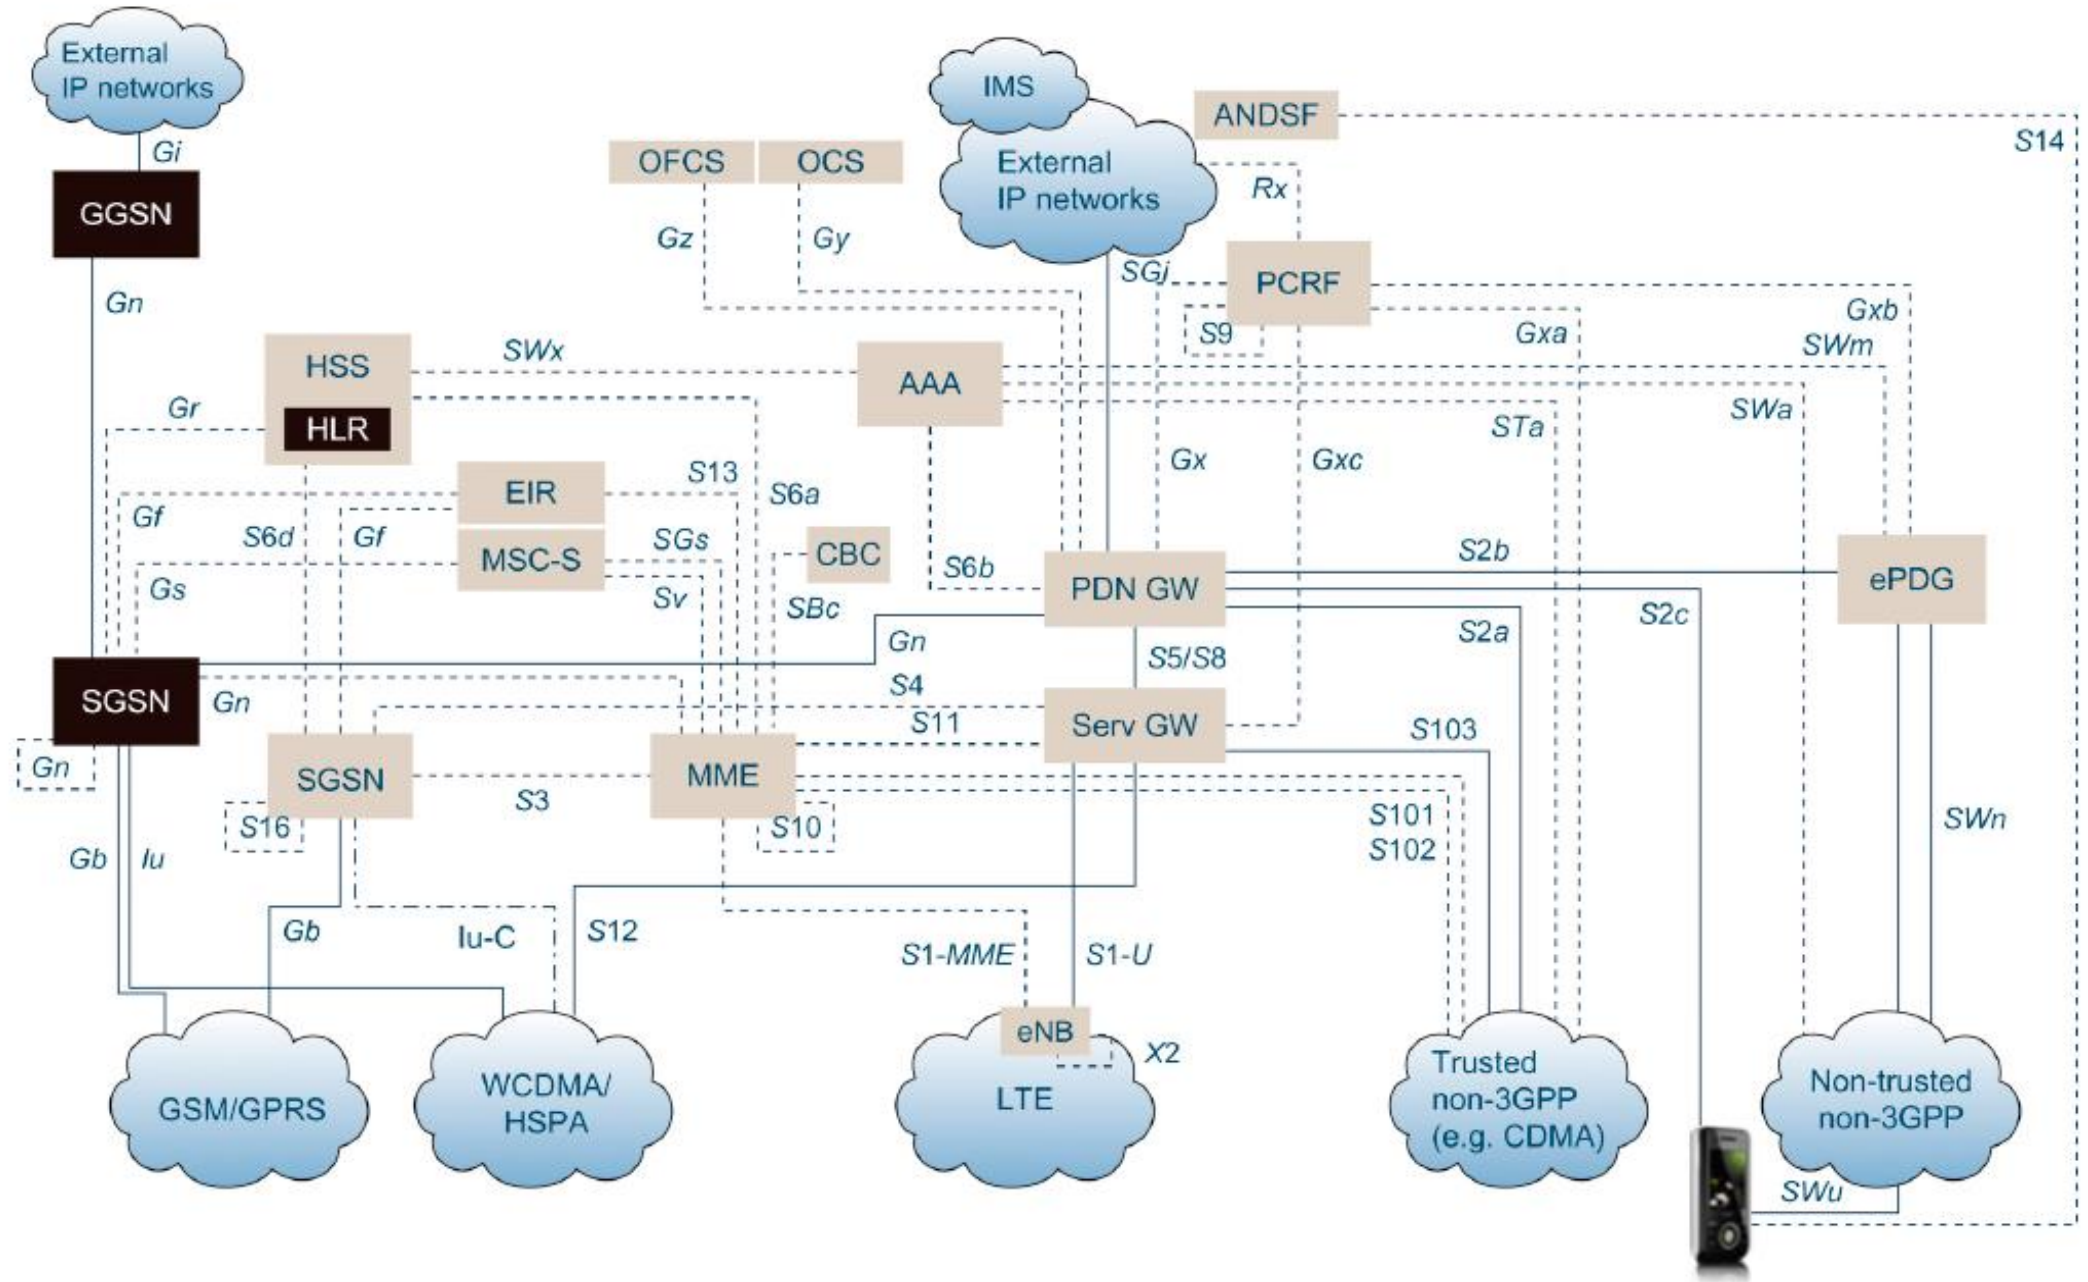 External
IP networks
IMS
ANDSF
S14
Gi
OFCS
OCS
External
IP networks
Rx
GGSN
Gz
Gy
SGi
PCRF
Gn
S9
Gxb
Gxa
SWm
HSS
SWx
AAA
HLR
Gr
SWa
STa
Gx
Gxc
EIR
S13
S6a
Gf
S6d
Gf
MSC-S
SGs
CBC
S2b
Gs
Sv
SBc
S6b
PDN GW
ePDG
S2c
S2a
Gn
S5/S8
SGSN
Gn
S4
S11
Serv GW
S103
Gn
SGSN
MME
S3
S16
S10
S101
S102
SWn
Gb
Iu
Gb
Iu-C
S12
S1-MME
S1-U
eNB
X2
GSM/GPRS
WCDMA/
HSPA
LTE
Trusted
non-3GPP
(e.g. CDMA)
Non-trusted
non-3GPP
SWu